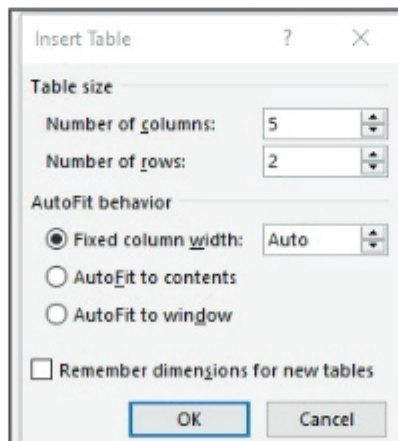 Insert Table ?
Table size
Number of columns: 5
Number of rows: 2
AutoFit behavior
Fixed column width: Auto
AutoFit to contents
AutoFit to window
Remember dimensions for new tables
OK Cancel